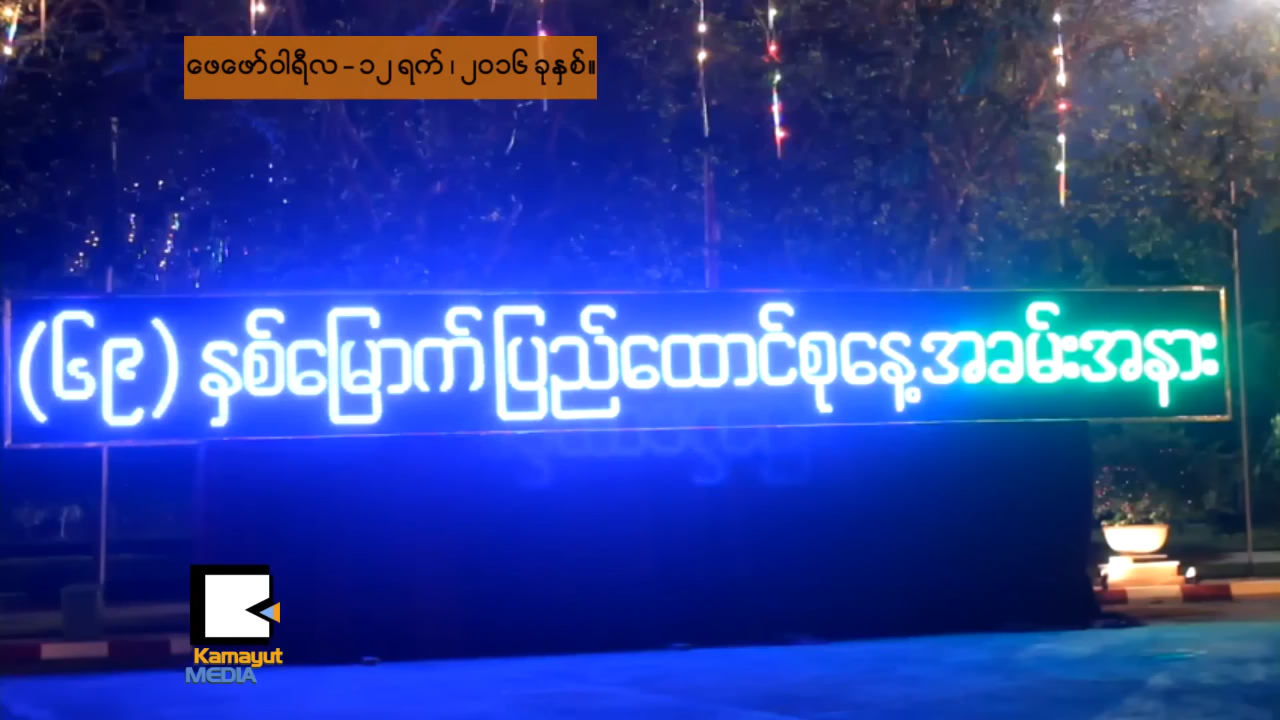 ဖေဖော်ဝါရီလ – ၁၂ ရက် ၊ ၂၀၁၆ ခုနှစ်။
(၆၉) နှစ်မြောက် ပြည်ထောင်စုနေ့အခမ်းအနား
Kamayut
MEDIA